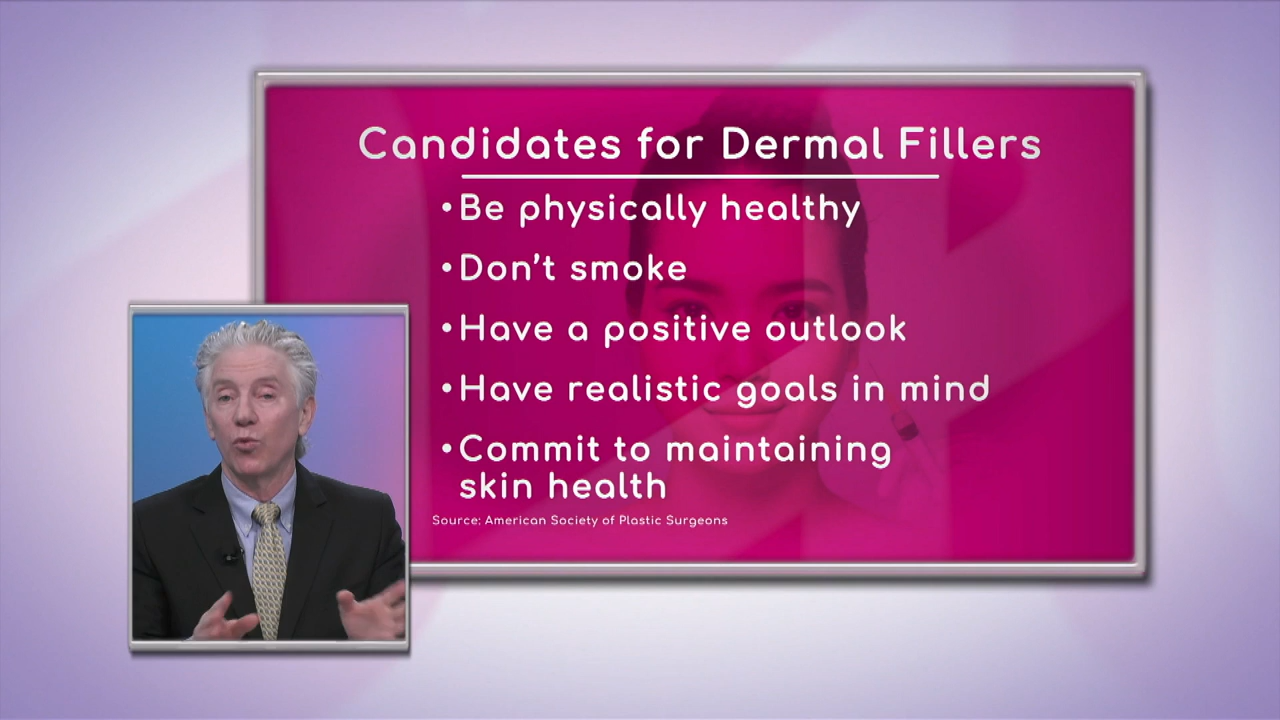 Candidates for Dermal Fillers
•Be physically healthy
•Don’t smoke
•Have a positive outlook
•Have realistic goals in mind
•Commit to maintaining
skin health
Source: American Society of Plastic Surgeons